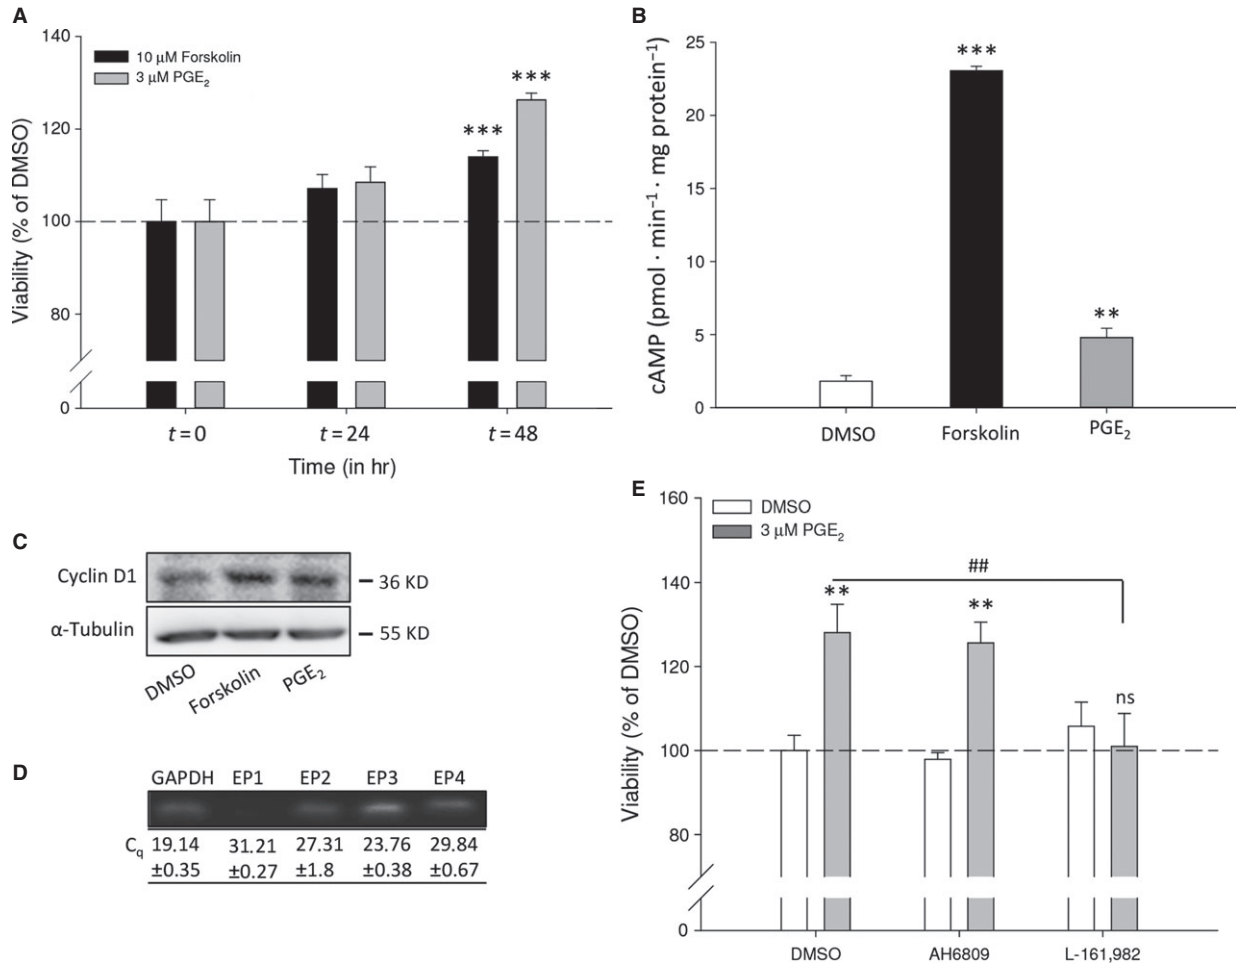 A
140
120
100
80
0
Viability (% of DMSO)
10 μM Forskolin
3 μM PGE₂
***
***
t = 0
t = 24
t = 48
Time (in hr)
B
25
20
15
10
5
0
cAMP (pmol · min⁻¹ · mg protein⁻¹)
***
**
DMSO
Forskolin
PGE₂
C
Cyclin D1
36 KD
α-Tubulin
55 KD
DMSO
Forskolin
PGE₂
D
GAPDH EP1 EP2 EP3 EP4
Cq 19.14 31.21 27.31 23.76 29.84
±0.35 ±0.27 ±1.8 ±0.38 ±0.67
E
160
140
120
100
80
0
Viability (% of DMSO)
DMSO
3 μM PGE₂
##
**
**
ns
DMSO
AH6809
L-161,982